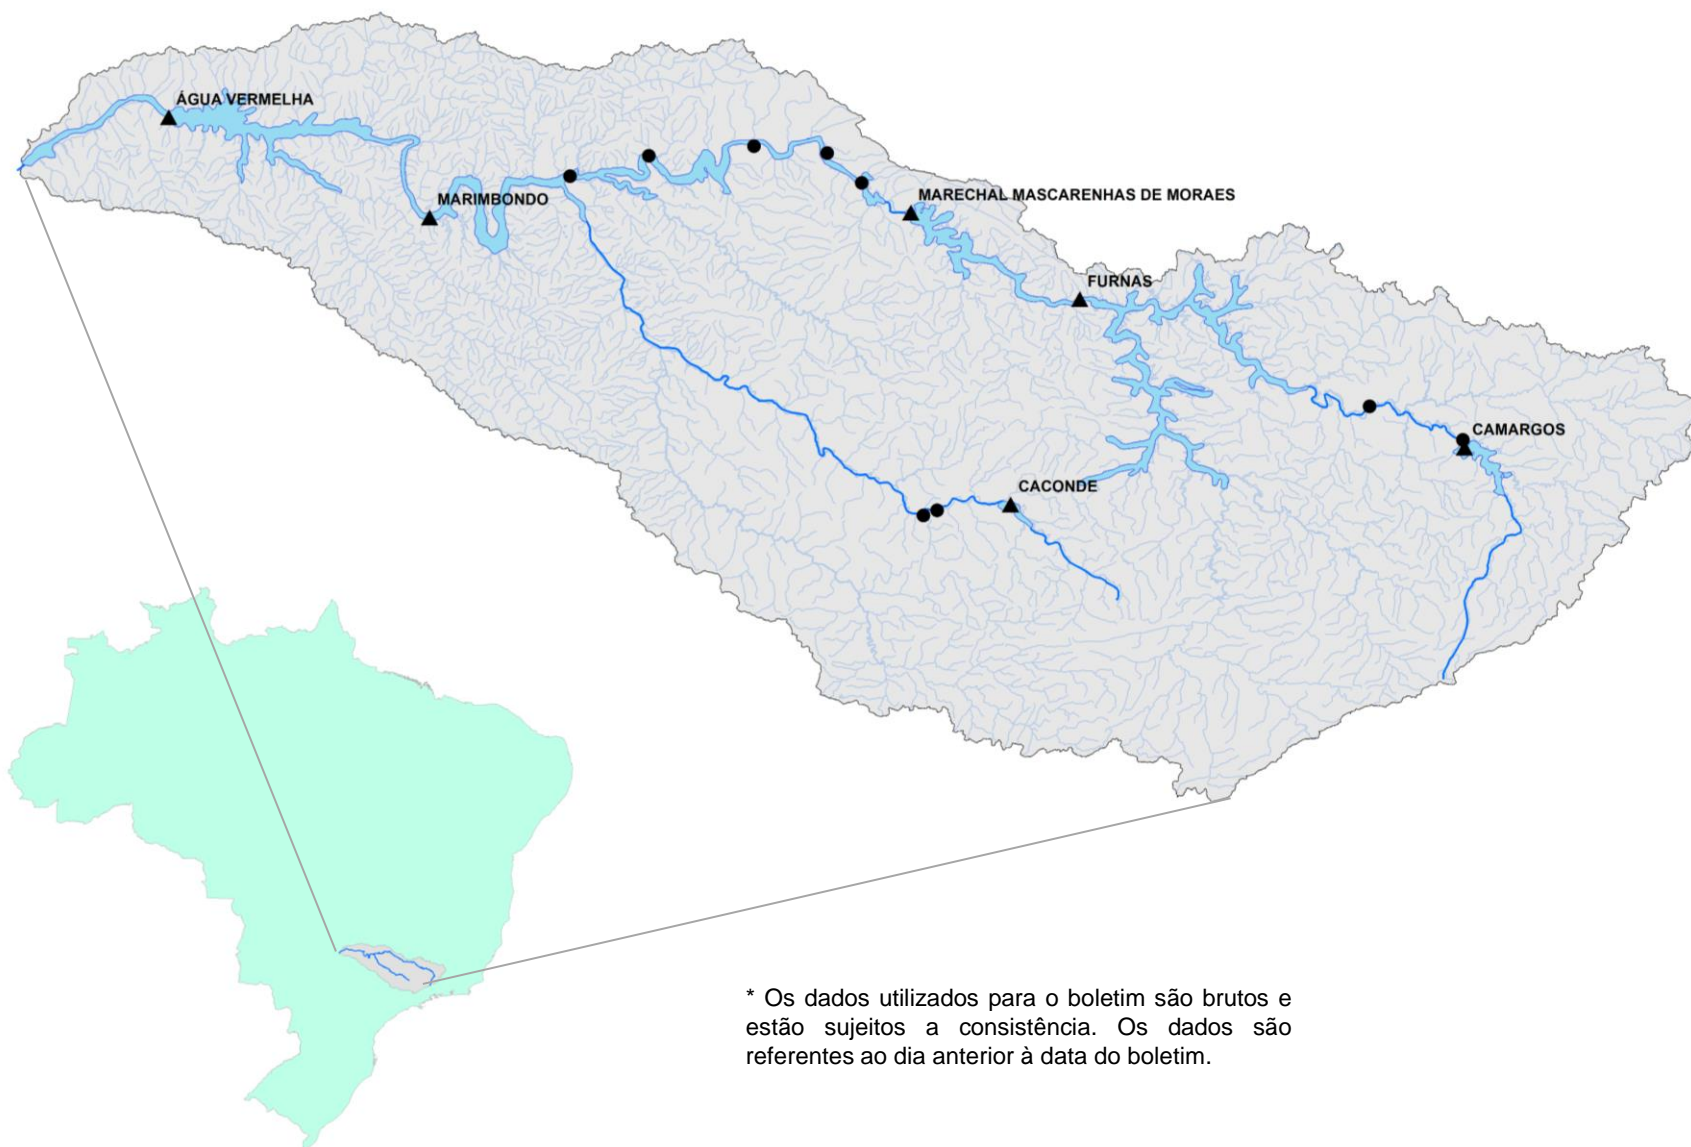 ÁGUA VERMELHA
MARIMBONDO
MARECHAL MASCARENHAS DE MORAES
FURNAS
CAMARGOS
CACONDE
* Os dados utilizados para o boletim são brutos e
estão sujeitos a consistência. Os dados são
referentes ao dia anterior à data do boletim.